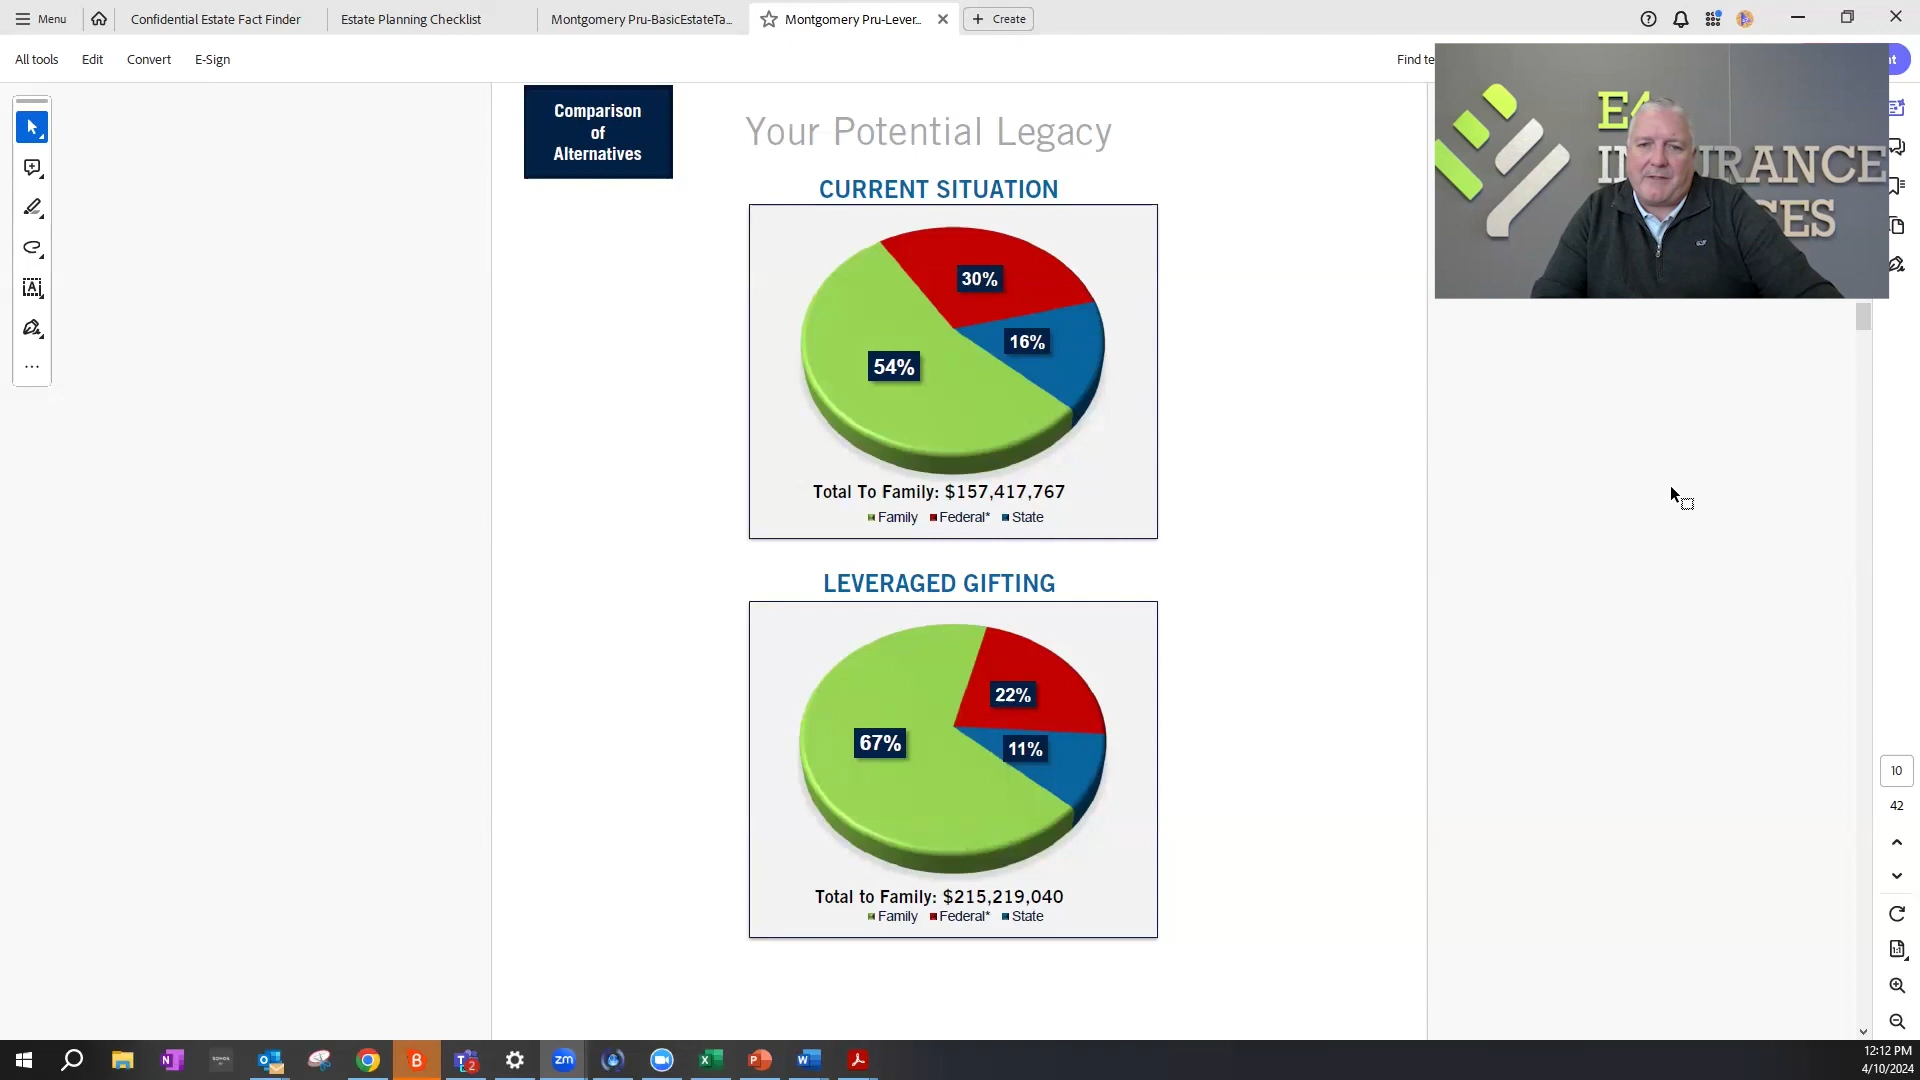 Menu
Confidential Estate Fact Finder
Estate Planning Checklist
Montgomery Pru-BasicEstateTa...
Montgomery Pru-Lever...
Create
All tools
Edit
Convert
E-Sign
Find te
nt
Comparison
of
Alternatives
Your Potential Legacy
CURRENT SITUATION
30%
16%
54%
Total To Family: $157,417,767
Family Federal* State
LEVERAGED GIFTING
22%
67%
11%
Total to Family: $215,219,040
Family Federal* State
10
42
12:12 PM
4/10/2024